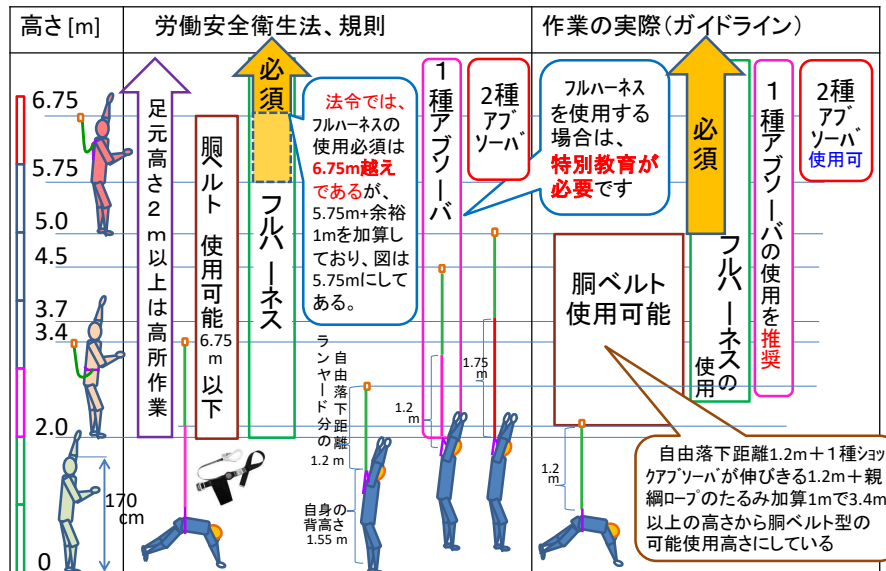 高さ[m]
労働安全衛生法、規則
作業の実際(ガイドライン)
6.75
5.75
5.0
4.5
3.7
3.4
2.0
0
170
cm
足元高さ2m以上は高所作業
胴ベルト 使用可能
6.75
m
以下
必須
フルハーネス
法令では、
フルハーネスの
使用必須は
6.75m越え
であるが、
5.75m+余裕
1mを加算し
ており、図は
5.75mにして
ある。
1種アブソーバ
2種
アブ
ソーバ
フルハーネス
を使用する
場合は、
特別教育が
必要です
ランヤード分の
自由落下距離
1.2 m
自身の
背高さ
1.55 m
1.2
m
1.75
m
胴ベルト
使用可能
1.2
m
必須
フルハーネスの
使用
1種アブソーバの使用を推奨
2種
アブ
ソーバ
使用可
自由落下距離1.2m+1種ショッ
クアブソーバが伸びきる1.2m+親
綱ロープのたるみ加算1mで3.4m
以上の高さから胴ベルト型の
可能使用高さにしている